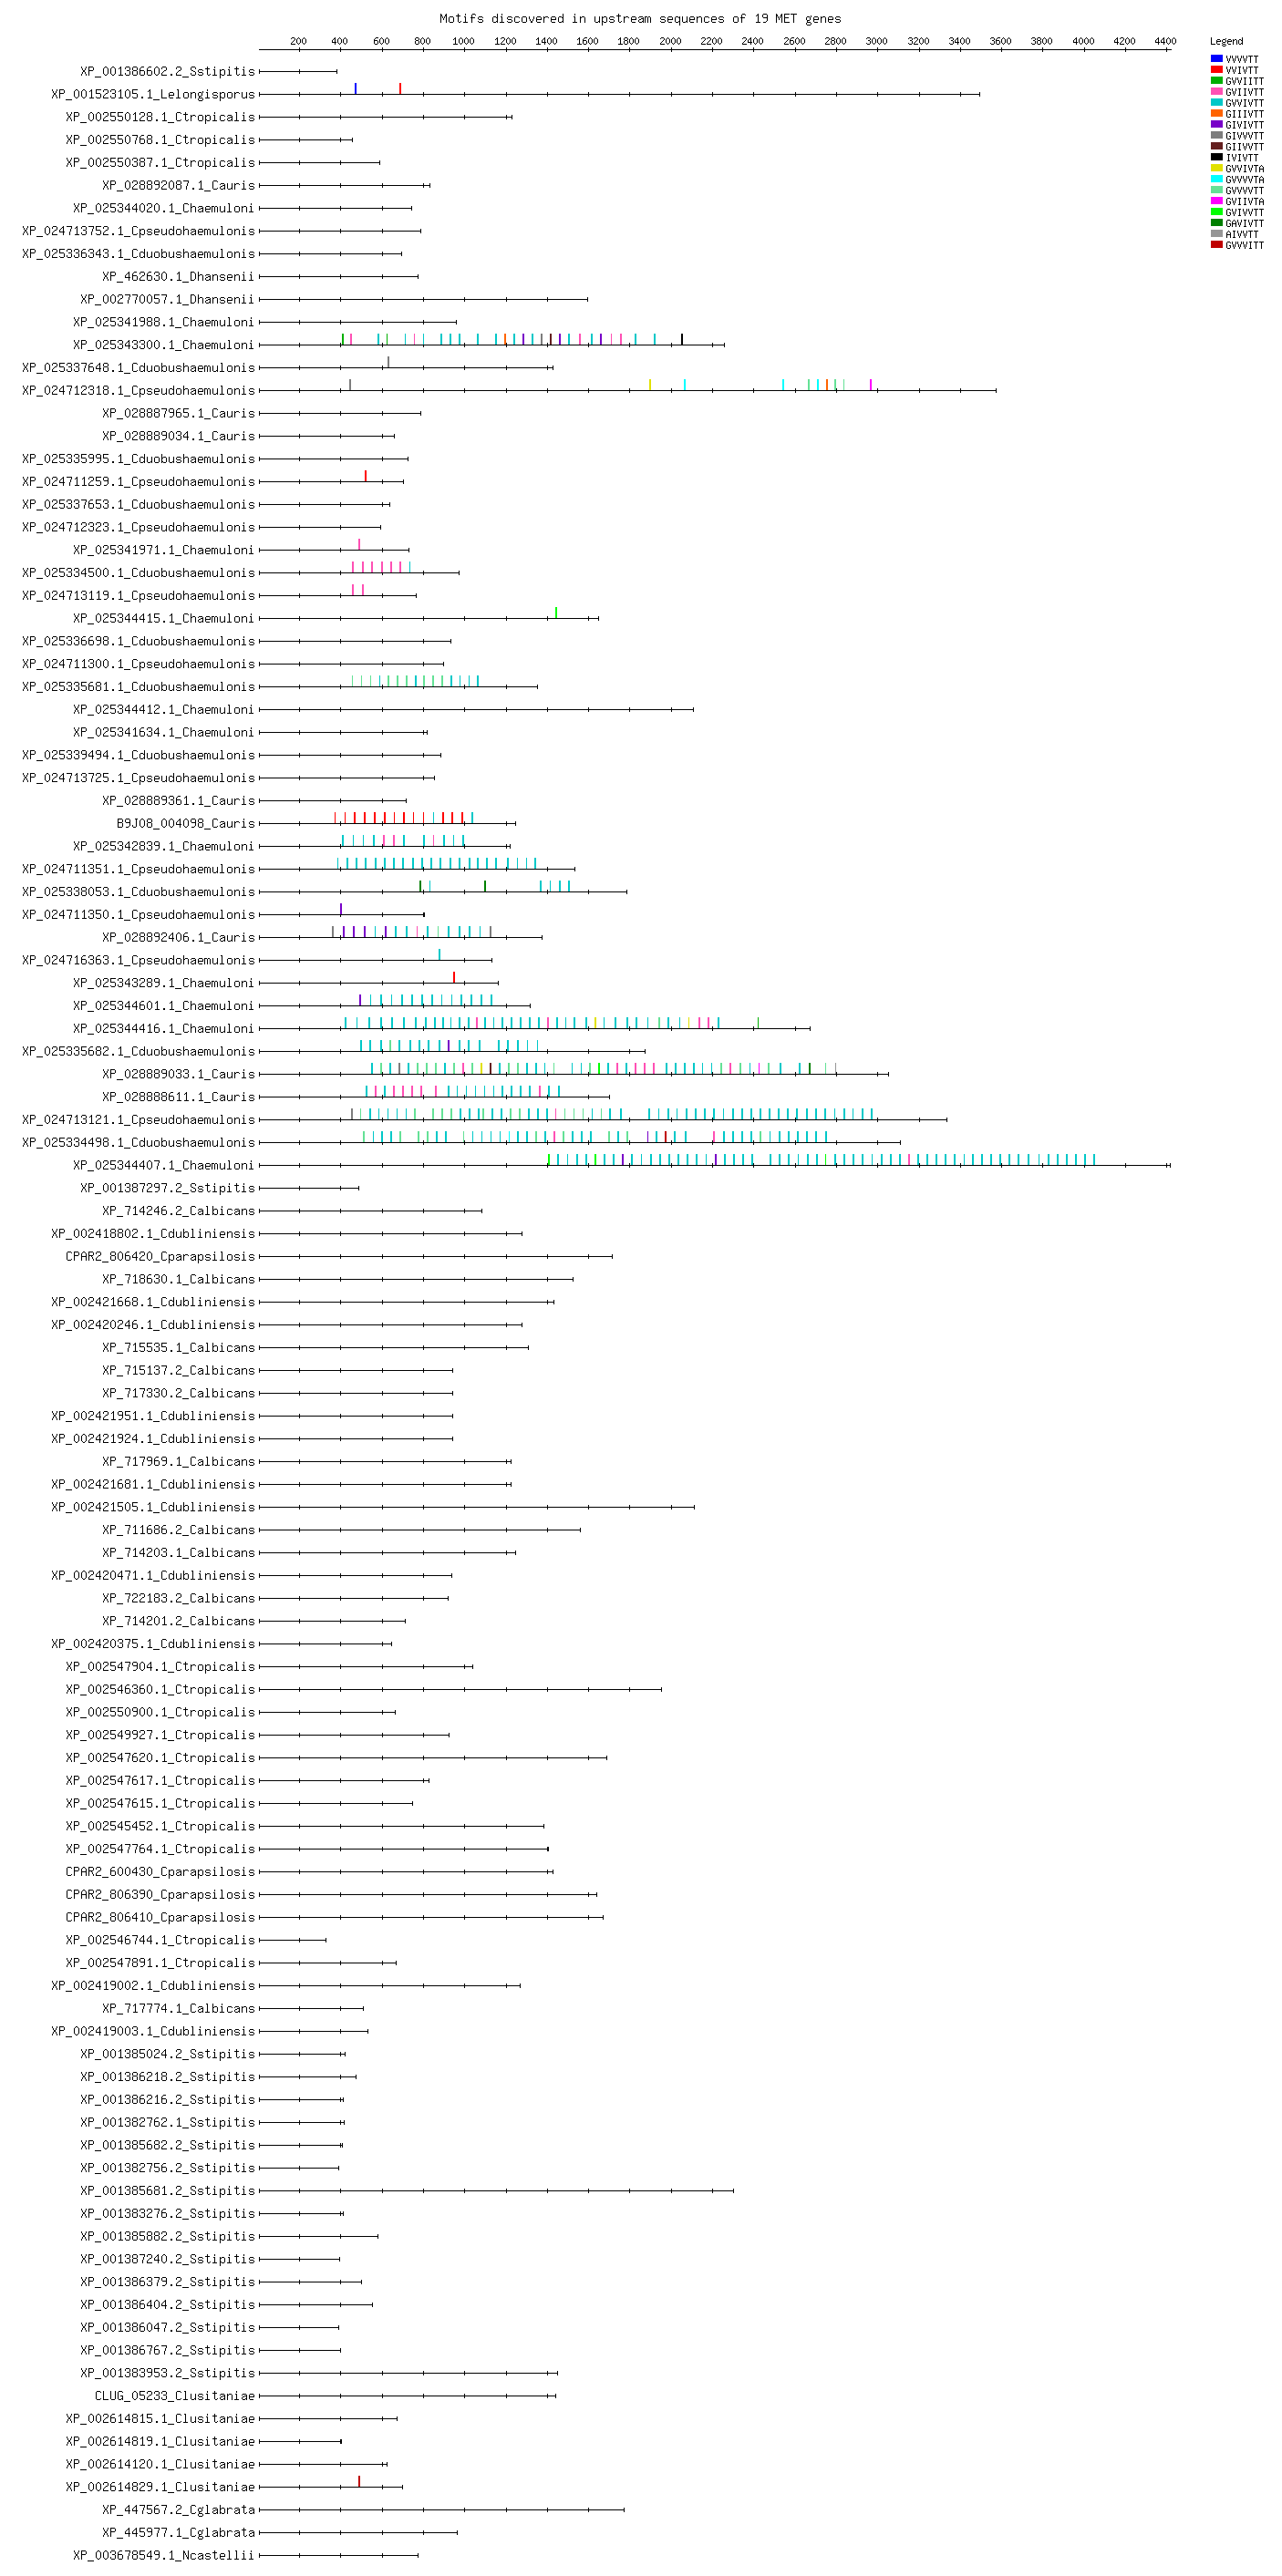 Motifs discovered in upstream sequences of 19 MET genes
200 400 600 800 1000 1200 1400 1600 1800 2000 2200 2400 2600 2800 3000 3200 3400 3600 3800 4000 4200 4400
Legend
VVVVTT
VVIVTT
GVVIITT
GVIIVTT
GVVIVTT
GIIIVTT
GIVIVTT
GIVVVTT
GIIVVTT
IVIVTT
GVVIVTA
GVVVVTA
GVVVVTT
GVIIVTA
GVIVVTT
GAVIVTT
AIVVTT
GVVVITT
XP_001386602.2_Sstipitis
XP_001523105.1_Lelongisporus
XP_002550128.1_Ctropicalis
XP_002550768.1_Ctropicalis
XP_002550387.1_Ctropicalis
XP_028892087.1_Cauris
XP_025344020.1_Chaemuloni
XP_024713752.1_Cpseudohaemulonis
XP_025336343.1_Cduobushaemulonis
XP_462630.1_Dhansenii
XP_002770057.1_Dhansenii
XP_025341988.1_Chaemuloni
XP_025343300.1_Chaemuloni
XP_025337648.1_Cduobushaemulonis
XP_024712318.1_Cpseudohaemulonis
XP_028887965.1_Cauris
XP_028889034.1_Cauris
XP_025335995.1_Cduobushaemulonis
XP_024711259.1_Cpseudohaemulonis
XP_025337653.1_Cduobushaemulonis
XP_024712323.1_Cpseudohaemulonis
XP_025341971.1_Chaemuloni
XP_025334500.1_Cduobushaemulonis
XP_024713119.1_Cpseudohaemulonis
XP_025344415.1_Chaemuloni
XP_025336698.1_Cduobushaemulonis
XP_024711300.1_Cpseudohaemulonis
XP_025335681.1_Cduobushaemulonis
XP_025344412.1_Chaemuloni
XP_025341634.1_Chaemuloni
XP_025339494.1_Cduobushaemulonis
XP_024713725.1_Cpseudohaemulonis
XP_028889361.1_Cauris
B9J08_004098_Cauris
XP_025342839.1_Chaemuloni
XP_024711351.1_Cpseudohaemulonis
XP_025338053.1_Cduobushaemulonis
XP_024711350.1_Cpseudohaemulonis
XP_028892406.1_Cauris
XP_024716363.1_Cpseudohaemulonis
XP_025343289.1_Chaemuloni
XP_025344601.1_Chaemuloni
XP_025344416.1_Chaemuloni
XP_025335682.1_Cduobushaemulonis
XP_028889033.1_Cauris
XP_028888611.1_Cauris
XP_024713121.1_Cpseudohaemulonis
XP_025334498.1_Cduobushaemulonis
XP_025344407.1_Chaemuloni
XP_001387297.2_Sstipitis
XP_714246.2_Calbicans
XP_002418802.1_Cdubliniensis
CPAR2_806420_Cparapsilosis
XP_718630.1_Calbicans
XP_002421668.1_Cdubliniensis
XP_002420246.1_Cdubliniensis
XP_715535.1_Calbicans
XP_715137.2_Calbicans
XP_717330.2_Calbicans
XP_002421951.1_Cdubliniensis
XP_002421924.1_Cdubliniensis
XP_717969.1_Calbicans
XP_002421681.1_Cdubliniensis
XP_002421505.1_Cdubliniensis
XP_711686.2_Calbicans
XP_714203.1_Calbicans
XP_002420471.1_Cdubliniensis
XP_722183.2_Calbicans
XP_714201.2_Calbicans
XP_002420375.1_Cdubliniensis
XP_002547904.1_Ctropicalis
XP_002546360.1_Ctropicalis
XP_002550900.1_Ctropicalis
XP_002549927.1_Ctropicalis
XP_002547620.1_Ctropicalis
XP_002547617.1_Ctropicalis
XP_002547615.1_Ctropicalis
XP_002545452.1_Ctropicalis
XP_002547764.1_Ctropicalis
CPAR2_600430_Cparapsilosis
CPAR2_806390_Cparapsilosis
CPAR2_806410_Cparapsilosis
XP_002546744.1_Ctropicalis
XP_002547891.1_Ctropicalis
XP_002419002.1_Cdubliniensis
XP_717774.1_Calbicans
XP_002419003.1_Cdubliniensis
XP_001385024.2_Sstipitis
XP_001386218.2_Sstipitis
XP_001386216.2_Sstipitis
XP_001382762.1_Sstipitis
XP_001385682.2_Sstipitis
XP_001382756.2_Sstipitis
XP_001385681.2_Sstipitis
XP_001383276.2_Sstipitis
XP_001385882.2_Sstipitis
XP_001387240.2_Sstipitis
XP_001386379.2_Sstipitis
XP_001386404.2_Sstipitis
XP_001386047.2_Sstipitis
XP_001386767.2_Sstipitis
XP_001383953.2_Sstipitis
CLUG_05233_Clusitaniae
XP_002614815.1_Clusitaniae
XP_002614819.1_Clusitaniae
XP_002614120.1_Clusitaniae
XP_002614829.1_Clusitaniae
XP_447567.2_Cglabrata
XP_445977.1_Cglabrata
XP_003678549.1_Ncastellii